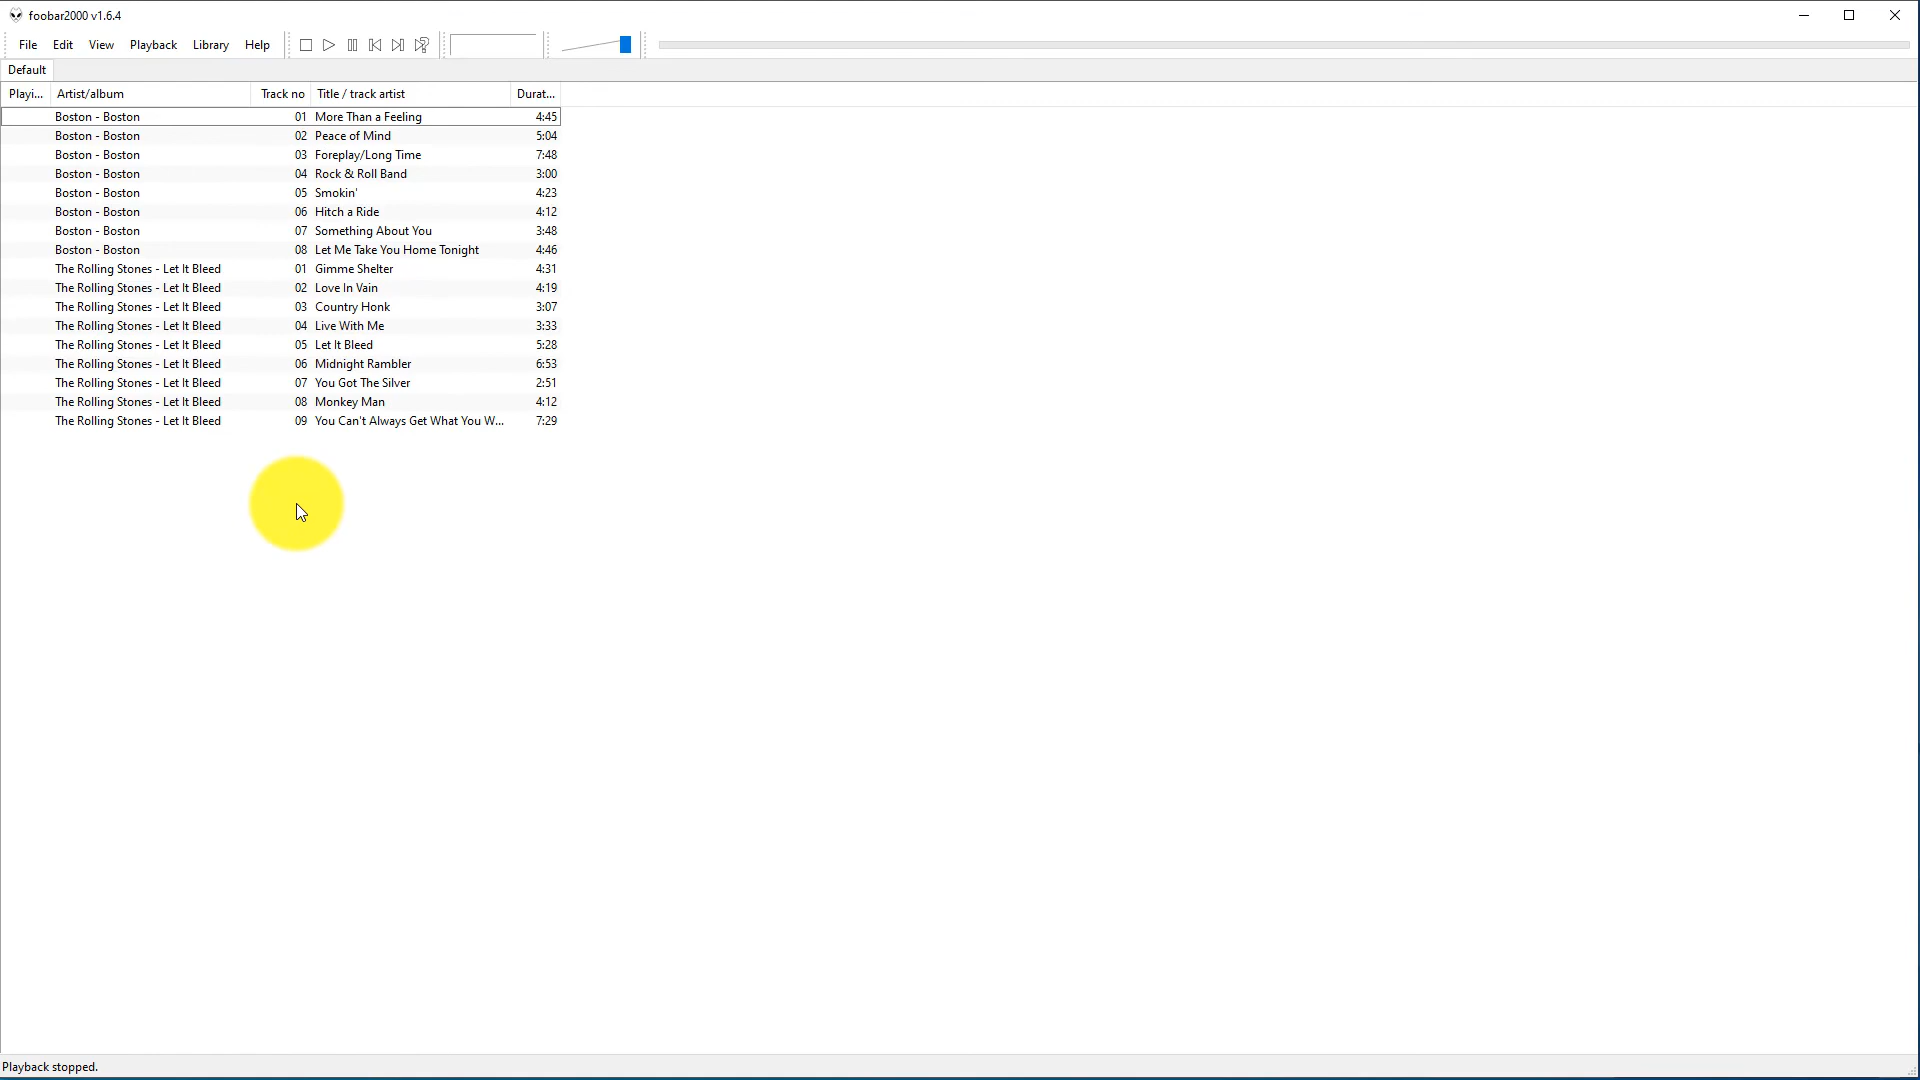 foobar2000 v1.6.4
File Edit View Playback Library Help
Default
Playi... Artist/album Track no Title / track artist Durat...
Boston - Boston 01 More Than a Feeling 4:45
Boston - Boston 02 Peace of Mind 5:04
Boston - Boston 03 Foreplay/Long Time 7:48
Boston - Boston 04 Rock & Roll Band 3:00
Boston - Boston 05 Smokin' 4:23
Boston - Boston 06 Hitch a Ride 4:12
Boston - Boston 07 Something About You 3:48
Boston - Boston 08 Let Me Take You Home Tonight 4:46
The Rolling Stones - Let It Bleed 01 Gimme Shelter 4:31
The Rolling Stones - Let It Bleed 02 Love In Vain 4:19
The Rolling Stones - Let It Bleed 03 Country Honk 3:07
The Rolling Stones - Let It Bleed 04 Live With Me 3:33
The Rolling Stones - Let It Bleed 05 Let It Bleed 5:28
The Rolling Stones - Let It Bleed 06 Midnight Rambler 6:53
The Rolling Stones - Let It Bleed 07 You Got The Silver 2:51
The Rolling Stones - Let It Bleed 08 Monkey Man 4:12
The Rolling Stones - Let It Bleed 09 You Can't Always Get What You W... 7:29
Playback stopped.